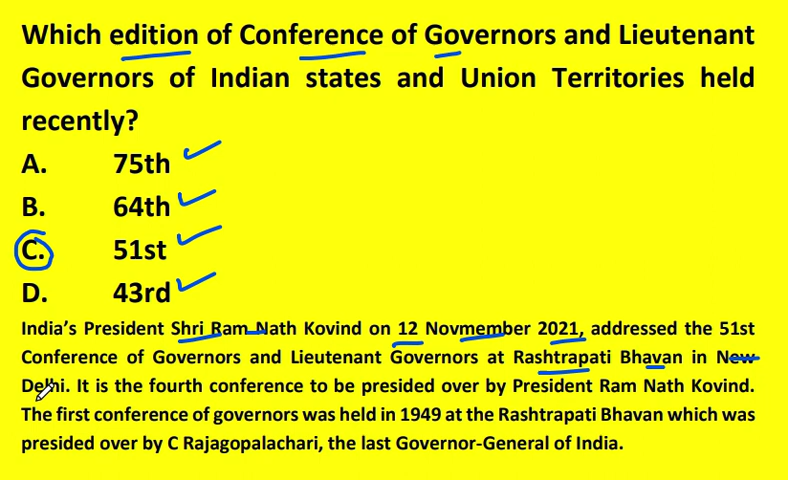 Which edition of Conference of Governors and Lieutenant
Governors of Indian states and Union Territories held
recently?
A. 75th
B. 64th
C. 51st
D. 43rd
India's President Shri Ram Nath Kovind on 12 Novmember 2021, addressed the 51st
Conference of Governors and Lieutenant Governors at Rashtrapati Bhavan in New
Delhi. It is the fourth conference to be presided over by President Ram Nath Kovind.
The first conference of governors was held in 1949 at the Rashtrapati Bhavan which was
presided over by C Rajagopalachari, the last Governor-General of India.